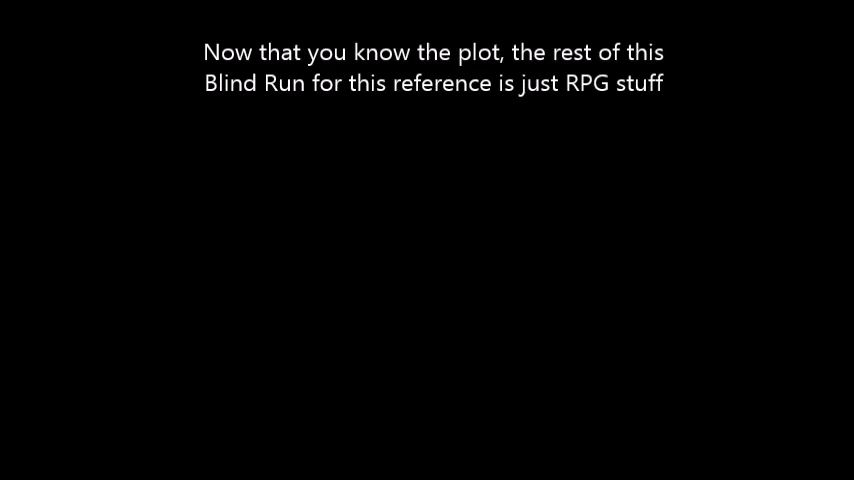 Now that you know the plot, the rest of this
Blind Run for this reference is just RPG stuff